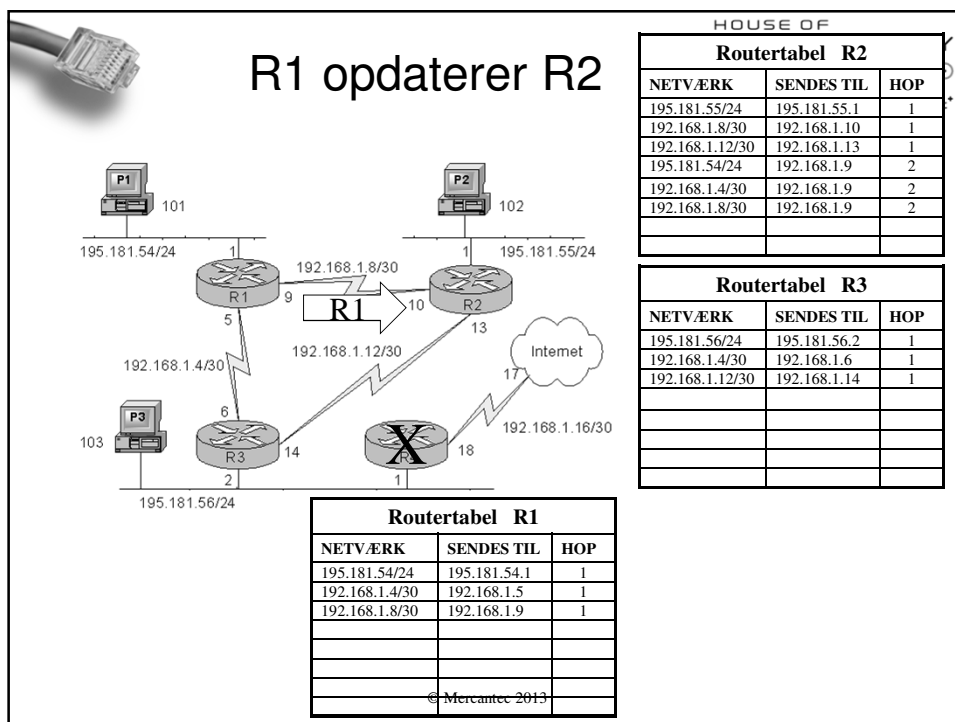 HOUSE OF
R1 opdaterer R2
Routertabel R2
NETVÆRK SENDES TIL HOP
195.181.55/24 195.181.55.1 1
192.168.1.8/30 192.168.1.10 1
192.168.1.12/30 192.168.1.13 1
195.181.54/24 192.168.1.9 2
192.168.1.4/30 192.168.1.9 2
192.168.1.8/30 192.168.1.9 2
P1
101
P2
102
195.181.54/24
1
1
195.181.55/24
192.168.1.8/30
R1
9
R1
10
R2
5
13
192.168.1.12/30
192.168.1.4/30
Internet
17
6
P3
103
R3
14
X
18
192.168.1.16/30
2
1
195.181.56/24
Routertabel R3
NETVÆRK SENDES TIL HOP
195.181.56/24 195.181.56.2 1
192.168.1.4/30 192.168.1.6 1
192.168.1.12/30 192.168.1.14 1
Routertabel R1
NETVÆRK SENDES TIL HOP
195.181.54/24 195.181.54.1 1
192.168.1.4/30 192.168.1.5 1
192.168.1.8/30 192.168.1.9 1
© Mercantec 2013